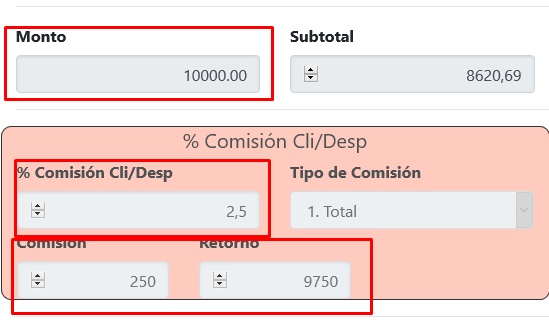 Monto Subtotal
10000.00 8620,69
% Comisión Cli/Desp
% Comisión Cli/Desp Tipo de Comisión
2,5 1. Total
Comisión Retorno
250 9750